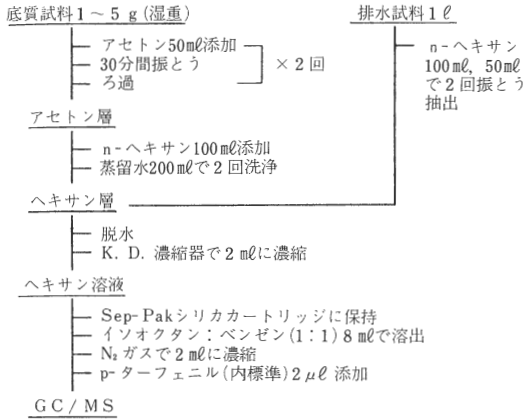 底質試料1~5g(湿重)
アセトン50mℓ添加
30分間振とう
ろ過
×2回
アセトン層
n-ヘキサン100mℓ添加
蒸留水200mℓで2回洗浄
排水試料1ℓ
n-ヘキサン
100mℓ, 50mℓ
で2回振とう
抽出
ヘキサン層
脱水
K. D. 濃縮器で2mℓに濃縮
ヘキサン溶液
Sep-Pakシリカカートリッジに保持
イソオクタン:ベンゼン(1:1)8mℓで溶出
N₂ガスで2mℓに濃縮
p-ターフェニル(内標準)2μℓ 添加
GC/MS